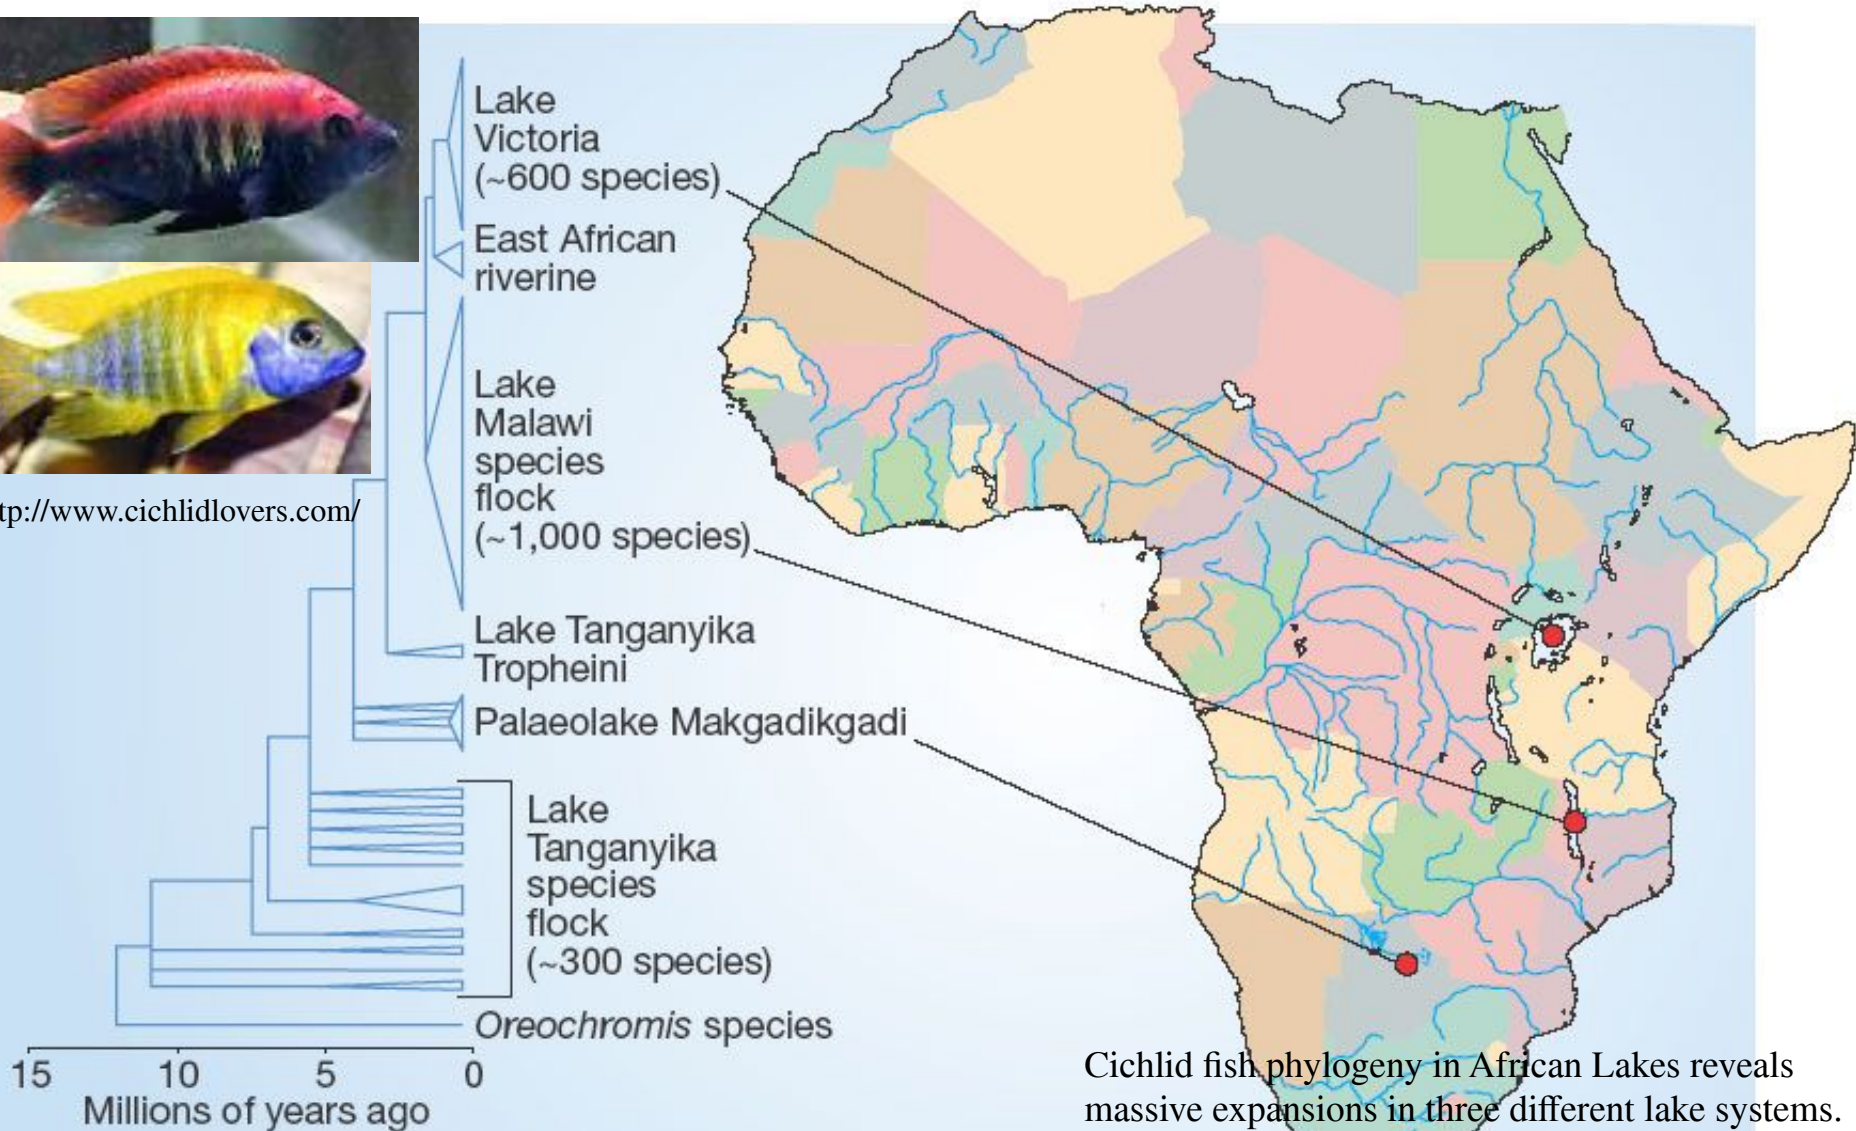 Lake
Victoria
(~600 species)
East African
riverine
Lake
Malawi
species
flock
(~1,000 species)
tp://www.cichlidlovers.com/
Lake Tanganyika
Tropheini
Palaeolake Makgadikgadi
Lake
Tanganyika
species
flock
(~300 species)
Oreochromis species
15 10 5 0
Millions of years ago
Cichlid fish phylogeny in African Lakes reveals
massive expansions in three different lake systems.